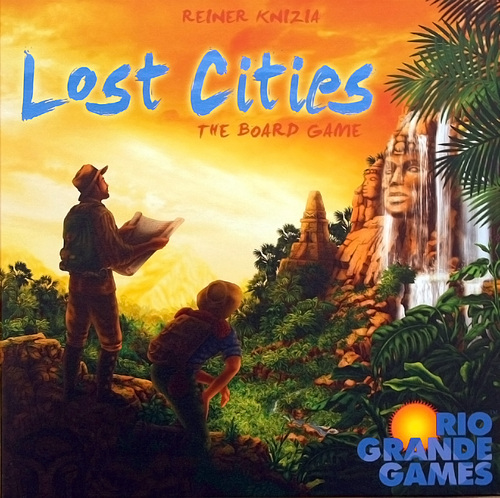 REINER KNIZIA
Lost Cities
THE BOARD GAME
RIO
GRANDE
GAMES